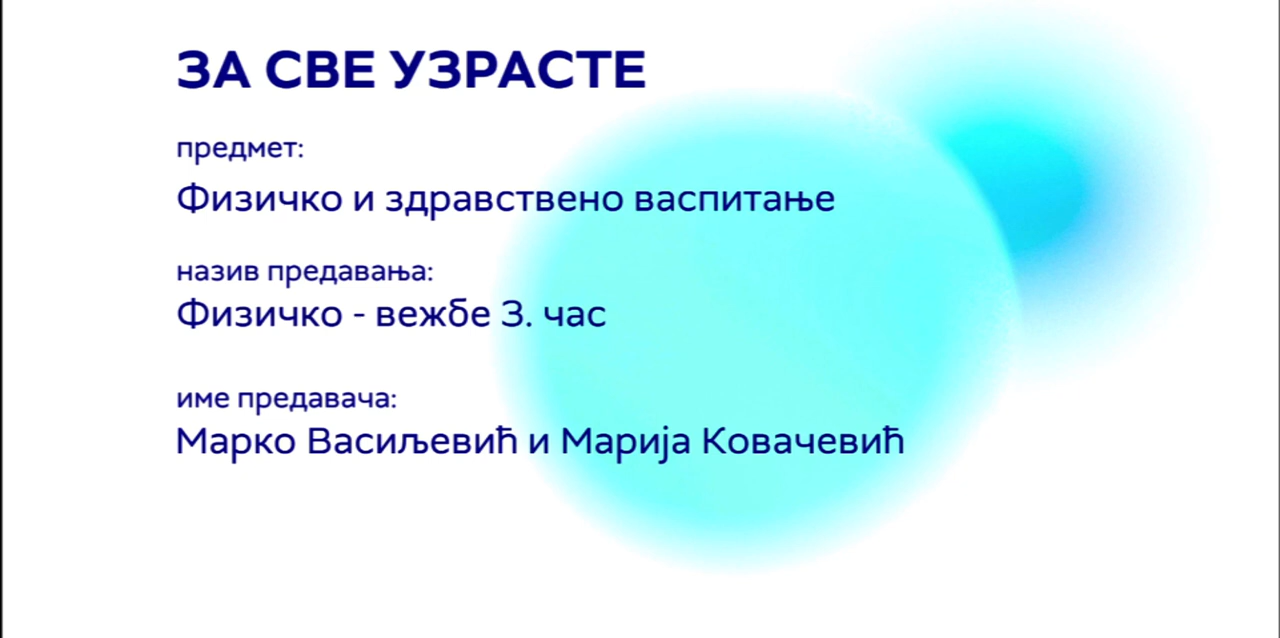 ЗА СВЕ УЗРАСТЕ
предмет:
Физичко и здравствено васпитање
назив предавања:
Физичко - вежбе 3. час
име предавача:
Марко Васиљевић и Марија Ковачевић